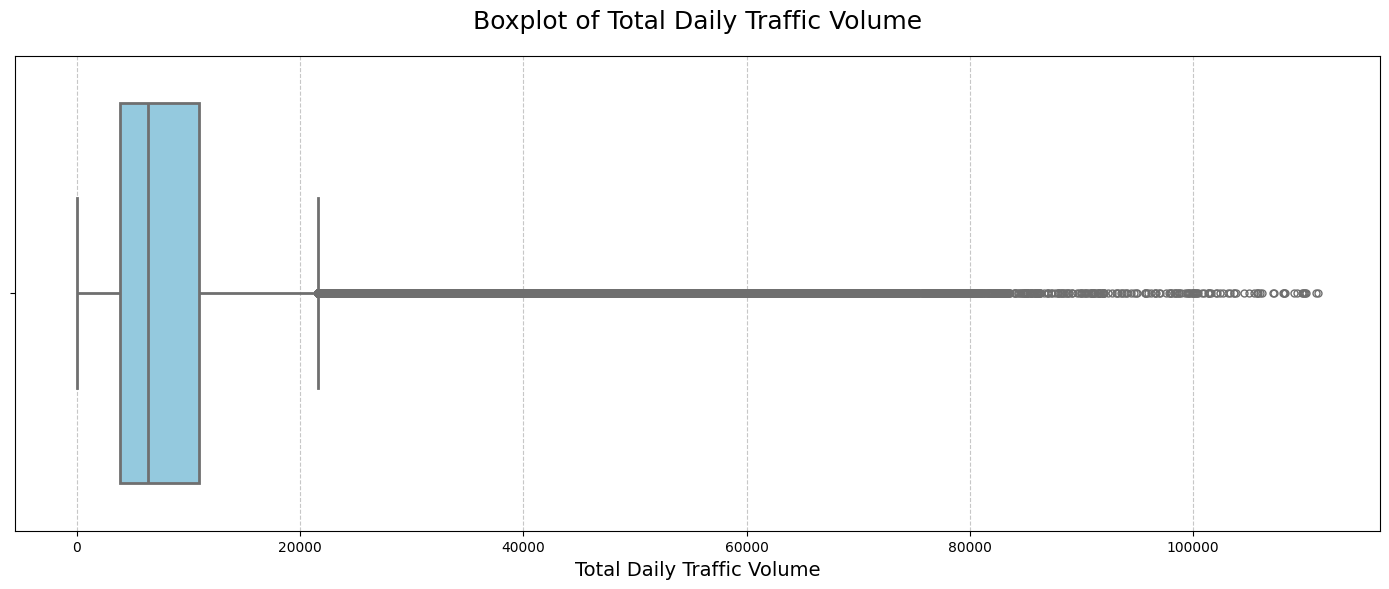 Boxplot of Total Daily Traffic Volume
0 20000 40000 60000 80000 100000
Total Daily Traffic Volume